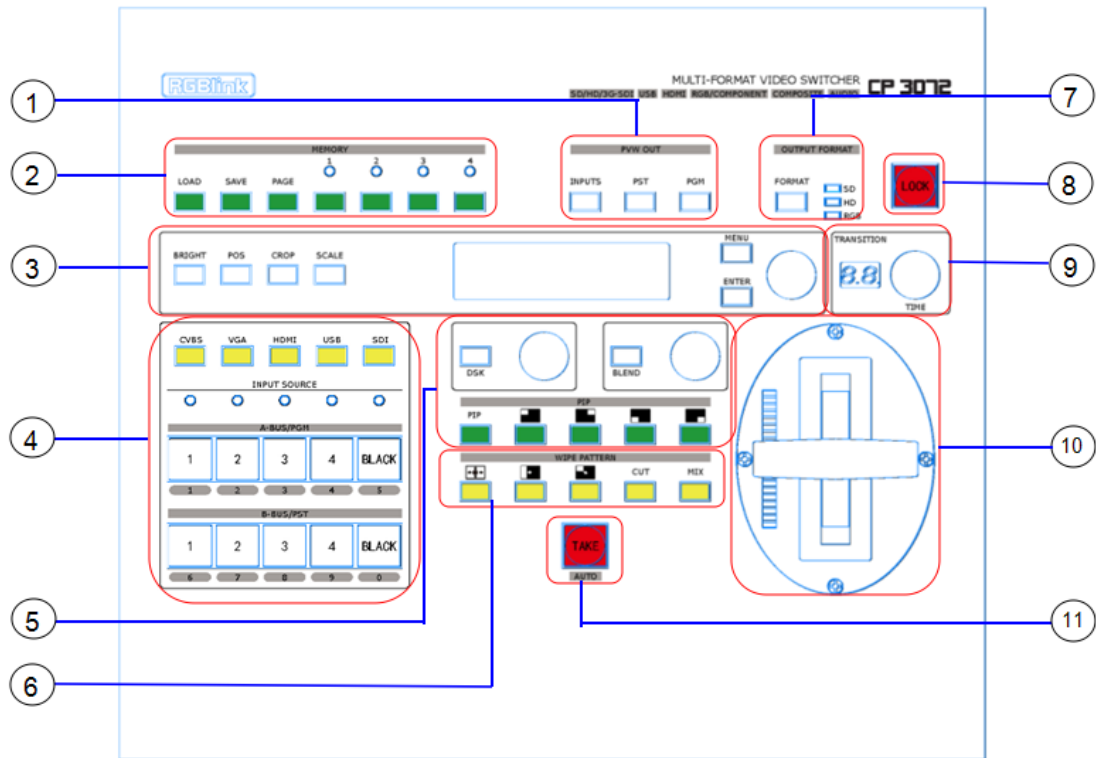 RGBlink
MULTI-FORMAT VIDEO SWITCHER CP 3072
SD/HD/3G-SDI USB HDMI RGB/COMPONENT COMPOSITE AUDIO
1
7
MEMORY
PVW OUT
OUTPUT FORMAT
1 2 3 4
2
LOAD SAVE PAGE
INPUTS PST PGM
FORMAT
SD
HD
RGB
LOOK
8
3
BRIGHT POS CROP SCALE
MENU
ENTER
TRANSITION
8.8.
TIME
9
CVBS VGA HDMI USB SDI
INPUT SOURCE
DSK
BLEND
4
A-BUS/PGM
1 2 3 4 BLACK
1 2 3 4 5
PIP
PIP
10
WIPE PATTERN
CUT MIX
B-BUS/PST
1 2 3 4 BLACK
6 7 8 9 0
TAKE
AUTO
5
11
6